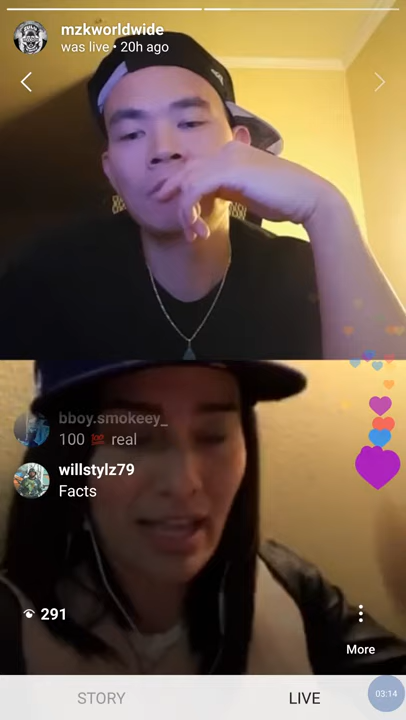 mzkworldwide
was live • 20h ago
bboy.smokeey_
100 💯 real
willstylz79
Facts
291
More
STORY
LIVE
03:14